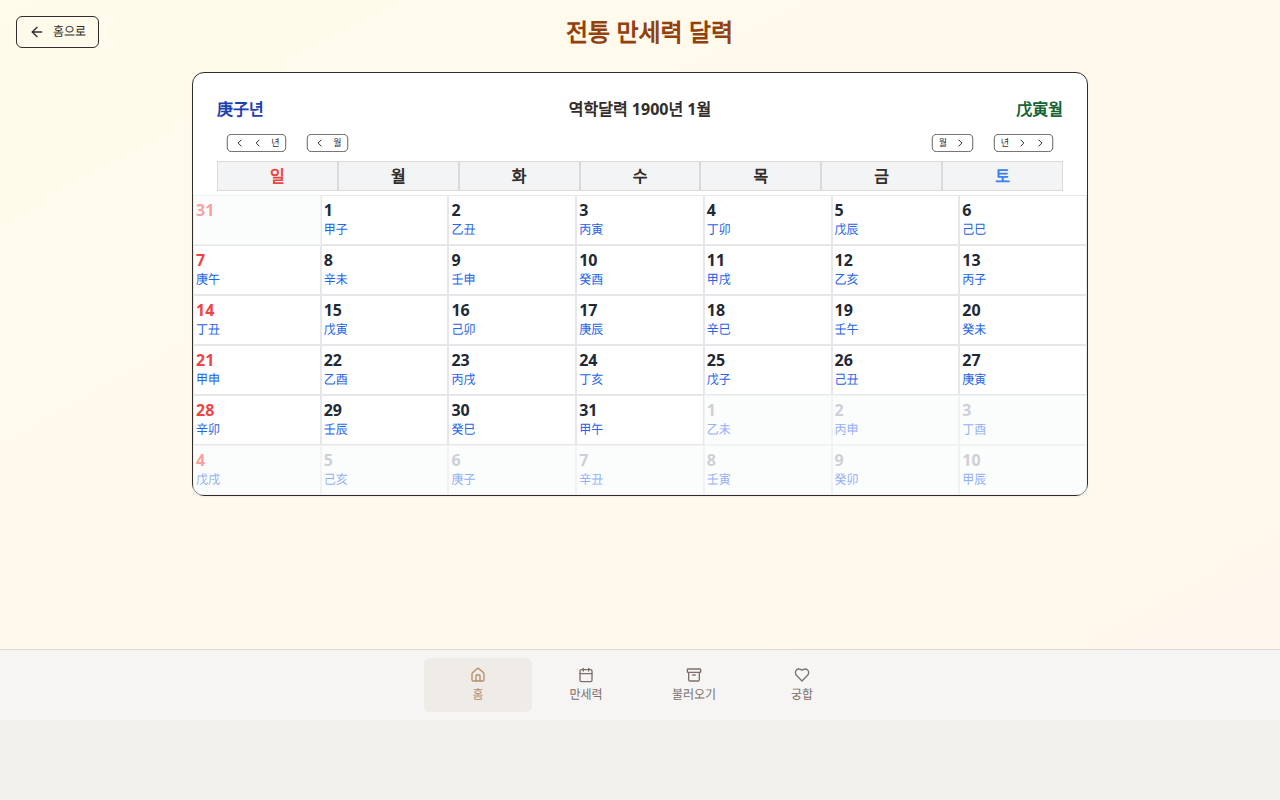 홈으로
전통 만세력 달력
庚子년 역학달력 1900년 1월 戊寅월
년 월 월 년
일 월 화 수 목 금 토
31 1 2 3 4 5 6
甲子 乙丑 丙寅 丁卯 戊辰 己巳
7 8 9 10 11 12 13
庚午 辛未 壬申 癸酉 甲戌 乙亥 丙子
14 15 16 17 18 19 20
丁丑 戊寅 己卯 庚辰 辛巳 壬午 癸未
21 22 23 24 25 26 27
甲申 乙酉 丙戌 丁亥 戊子 己丑 庚寅
28 29 30 31 1 2 3
辛卯 壬辰 癸巳 甲午 乙未 丙申 丁酉
4 5 6 7 8 9 10
戊戌 己亥 庚子 辛丑 壬寅 癸卯 甲辰
홈 만세력 불러오기 궁합